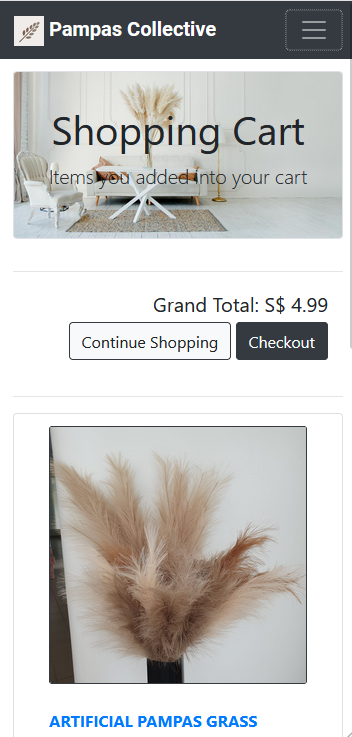 Pampas Collective
Shopping Cart
Items you added into your cart
Grand Total: S$ 4.99
Continue Shopping
Checkout
ARTIFICIAL PAMPAS GRASS